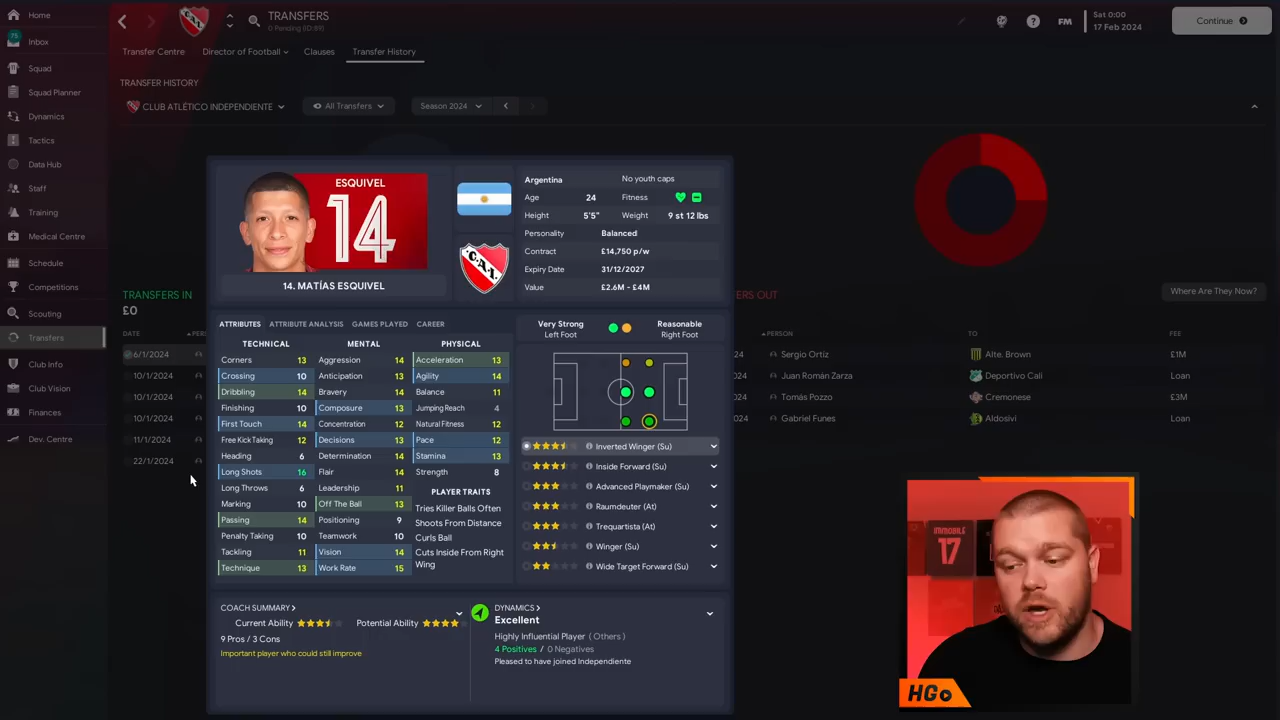 Home
TRANSFERS
0 Pending (ID:89)
Sat 0:00
17 Feb 2024
Continue
75
Inbox
FM
Transfer Centre
Director of Football
Clauses
Transfer History
Squad
Squad Planner
Dynamics
Tactics
Data Hub
Staff
Training
Medical Centre
Schedule
Competitions
Scouting
Transfers
Club Info
Club Vision
Finances
Dev. Centre
TRANSFER HISTORY
CLUB ATLÉTICO INDEPENDIENTE
All Transfers
Season 2024
TRANSFERS IN
£0
DATE
6/1/2024
10/1/2024
10/1/2024
10/1/2024
11/1/2024
22/1/2024
ESQUIVEL
14
14. MATÍAS ESQUIVEL
C.A.I.
Argentina
No youth caps
Age 24 Fitness
Height 5'5" Weight 9 st 12 lbs
Personality Balanced
Contract £14,750 p/w
Expiry Date 31/12/2027
Value £2.6M - £4M
ATTRIBUTES ATTRIBUTE ANALYSIS GAMES PLAYED CAREER
TECHNICAL
Corners 13
Crossing 10
Dribbling 14
Finishing 10
First Touch 14
Free Kick Taking 12
Heading 6
Long Shots 16
Long Throws 6
Marking 10
Passing 14
Penalty Taking 10
Tackling 11
Technique 13
MENTAL
Aggression 14
Anticipation 13
Bravery 14
Composure 13
Concentration 12
Decisions 13
Determination 14
Flair 14
Leadership 11
Off The Ball 13
Positioning 9
Teamwork 10
Vision 14
Work Rate 15
PHYSICAL
Acceleration 13
Agility 14
Balance 11
Jumping Reach 4
Natural Fitness 12
Pace 12
Stamina 13
Strength 8
PLAYER TRAITS
Tries Killer Balls Often
Shoots From Distance
Curls Ball
Cuts Inside From Right
Wing
Very Strong
Left Foot
Reasonable
Right Foot
Inverted Winger (Su)
Inside Forward (Su)
Advanced Playmaker (Su)
Raumdeuter (At)
Trequartista (At)
Winger (Su)
Wide Target Forward (Su)
COACH SUMMARY
Current Ability
Potential Ability
9 Pros / 3 Cons
Important player who could still improve
DYNAMICS
Excellent
Highly Influential Player (Others)
4 Positives / 0 Negatives
Pleased to have joined Independiente
Where Are They Now?
PERSON TO FEE
Sergio Ortíz Alte. Brown £1M
Juan Román Zarza Deportivo Cali Loan
Tomás Pozzo Cremonese £3M
Gabriel Funes Aldosivi Loan
IMMOBILE
17
HG